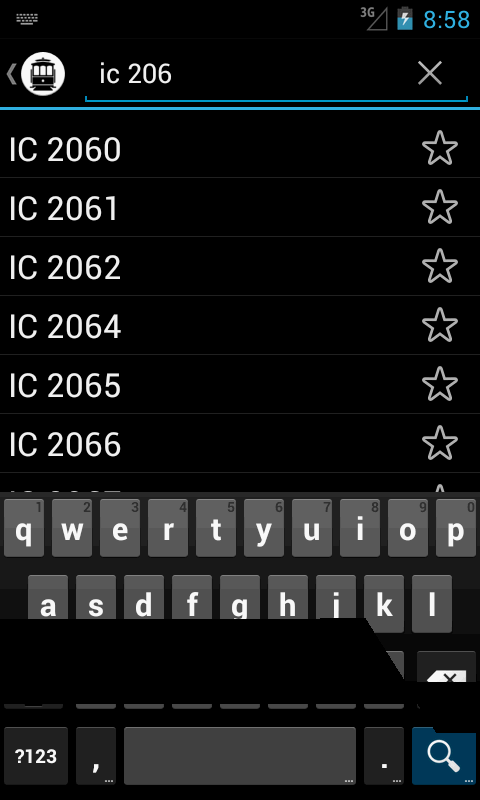 3G 8:58
ic 206
IC 2060
IC 2061
IC 2062
IC 2064
IC 2065
IC 2066
1 2 3 4 5 6 7 8 9 0
q w e r t y u i o p
a s d f g h j k l
?123 , ... ... . ... ...